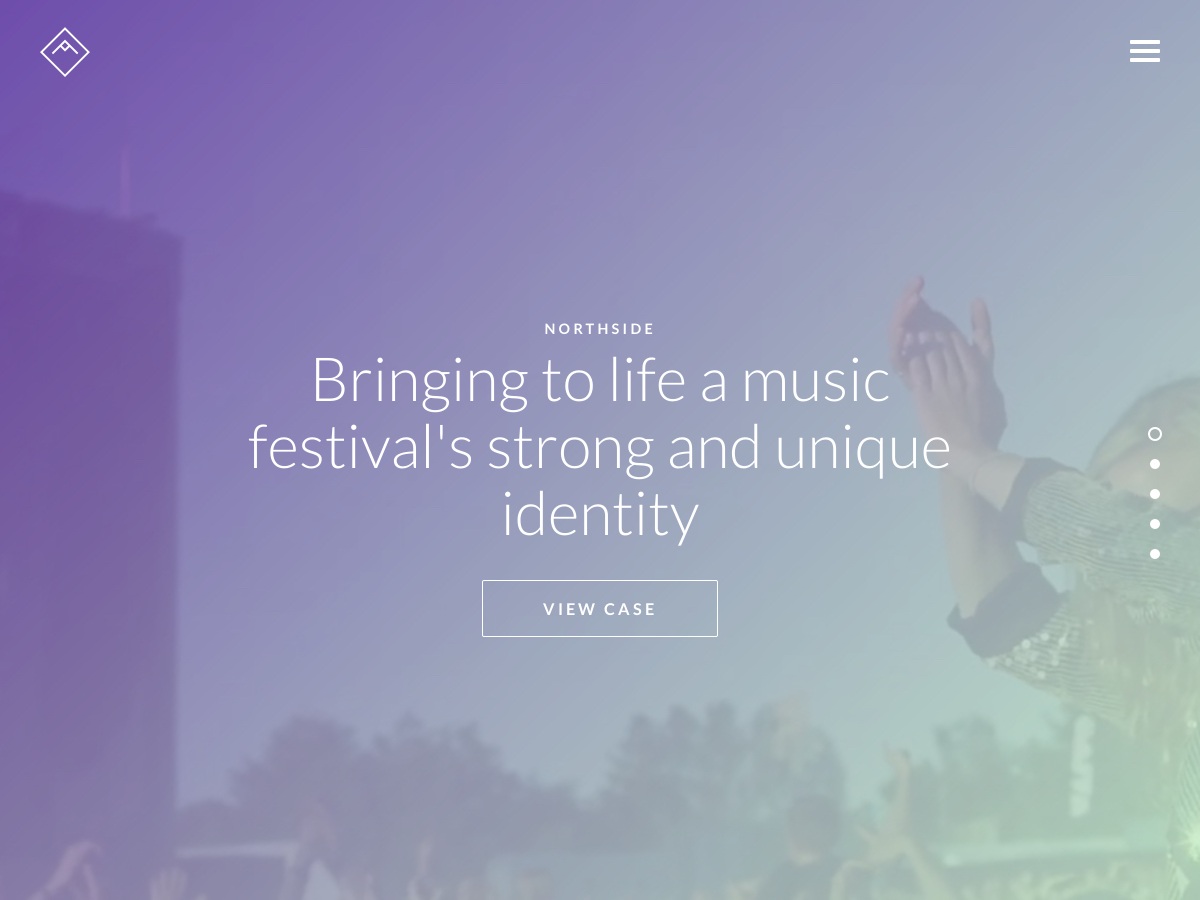 NORTHSIDE
Bringing to life a music
festival's strong and unique
identity
VIEW CASE